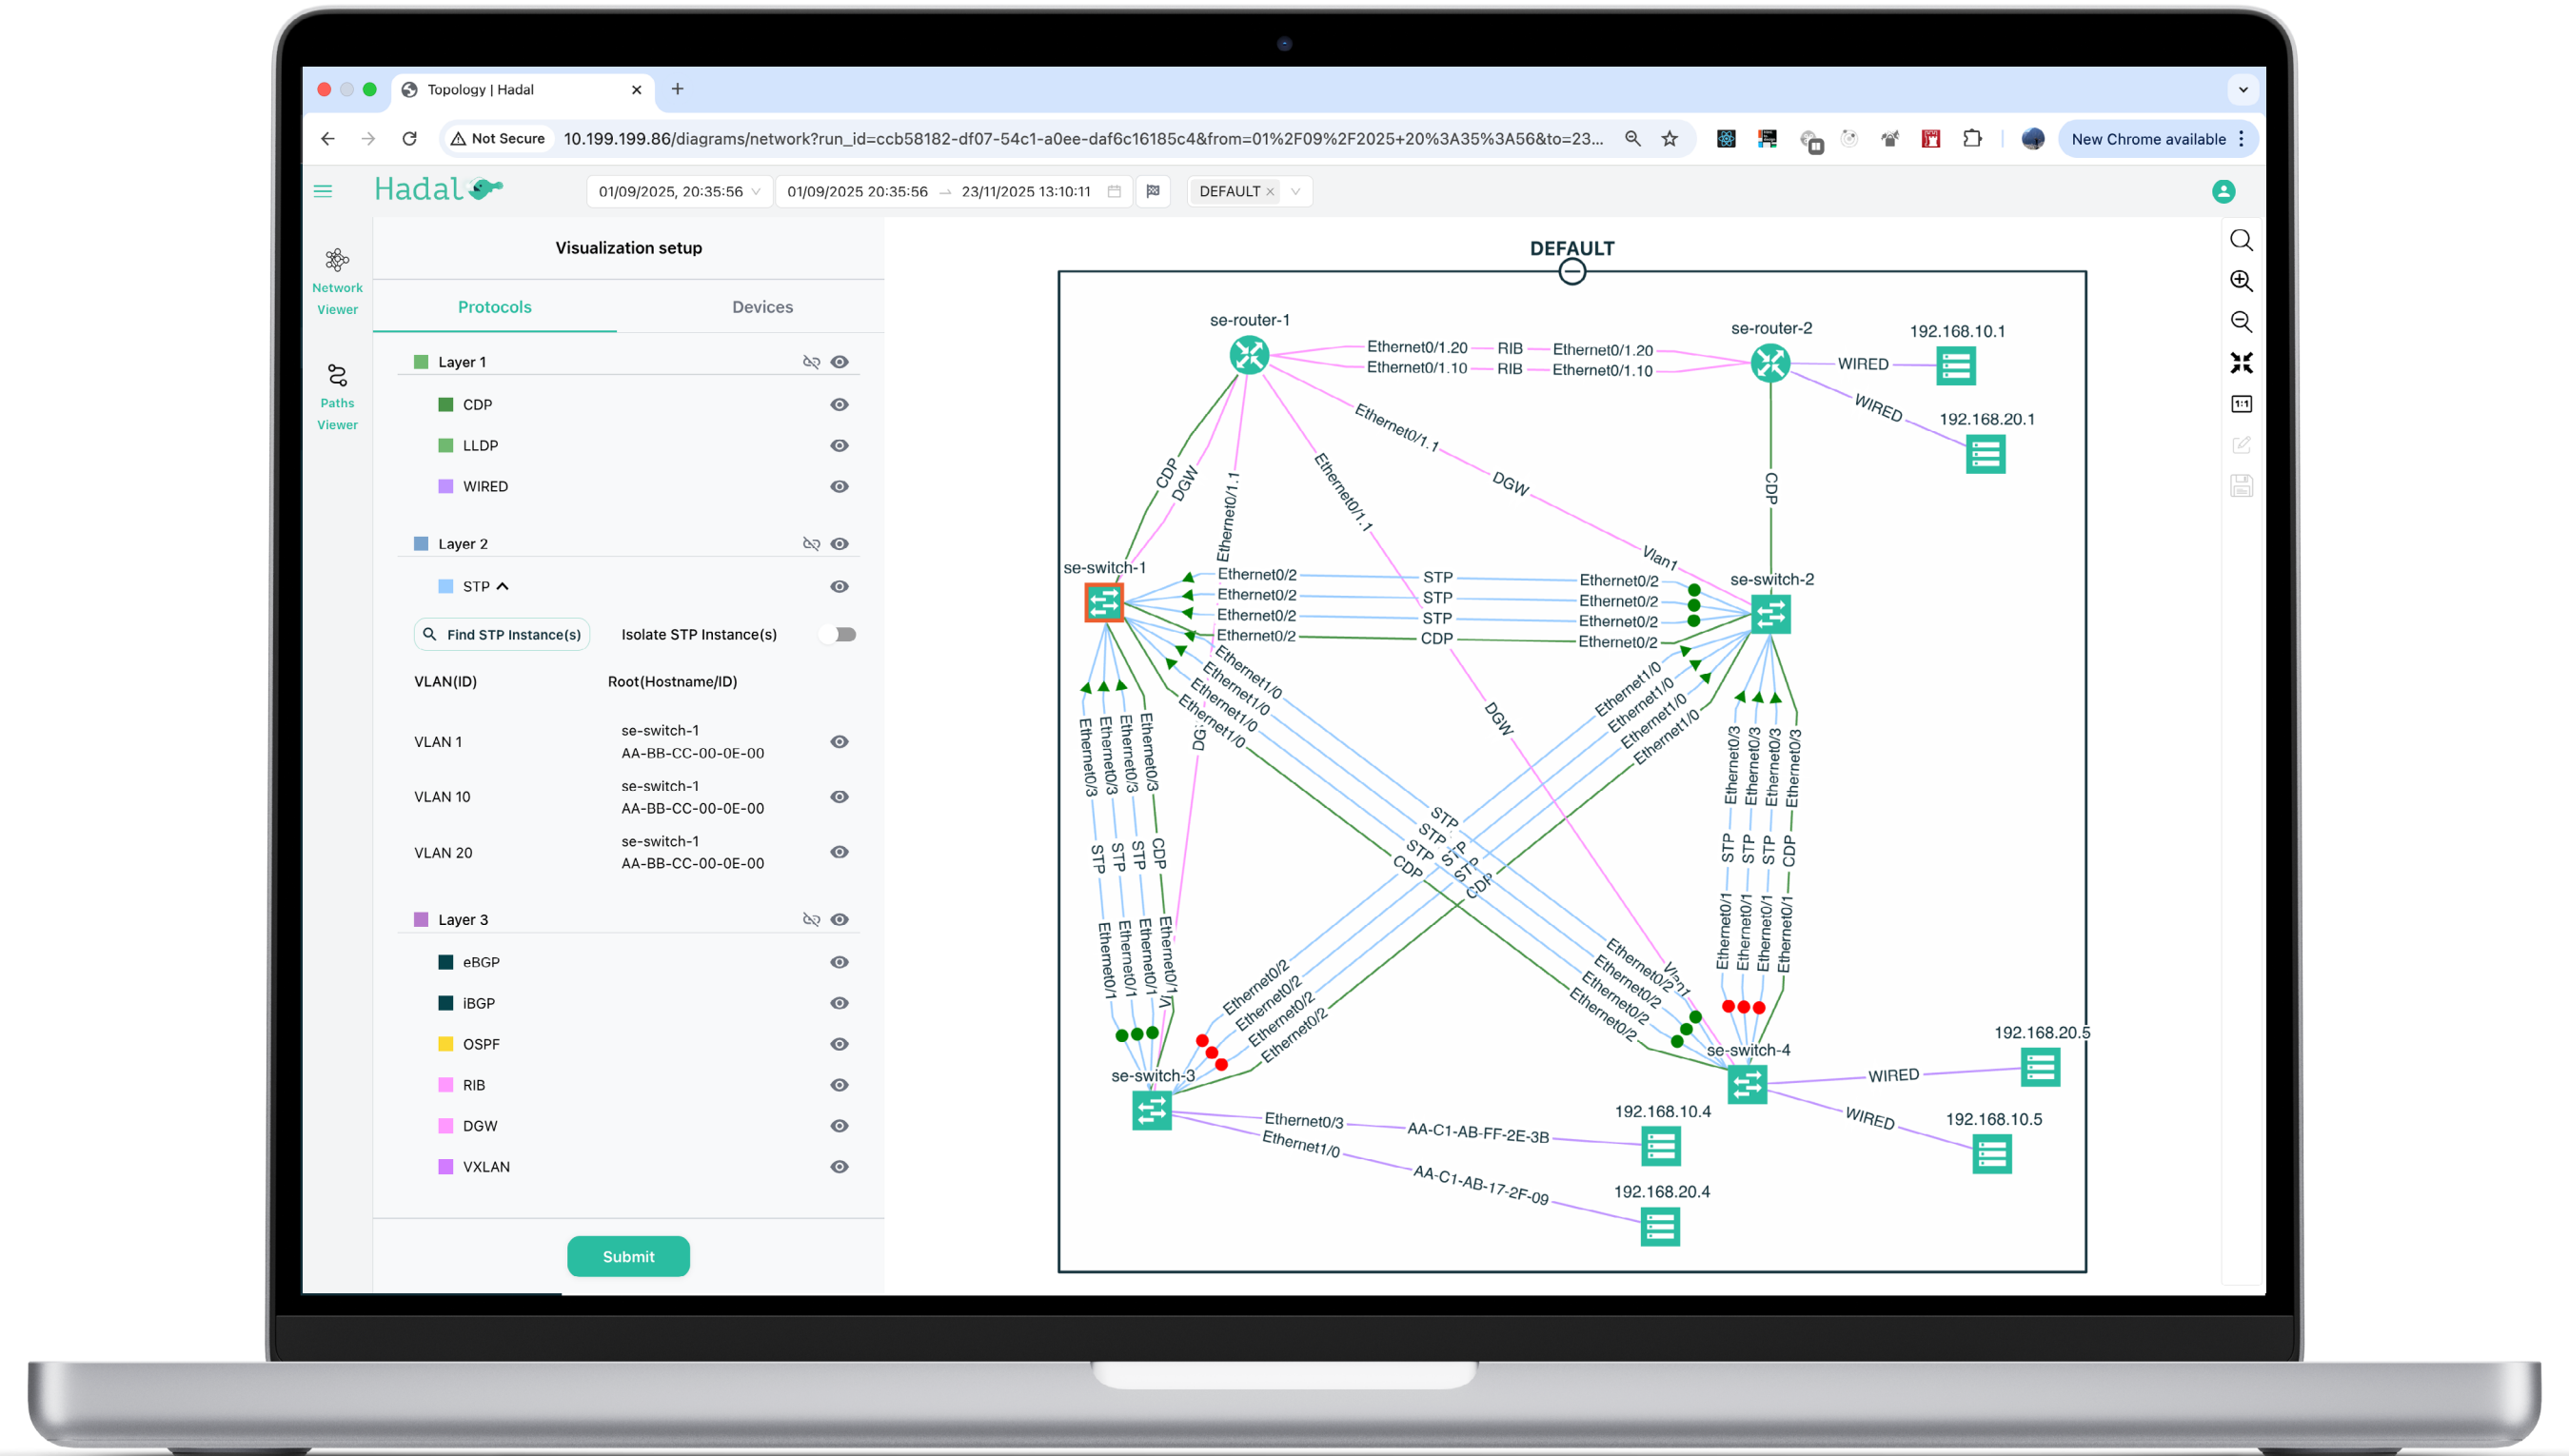 Topology | Hadal
Not Secure
10.199.199.86/diagrams/network?run_id=ccb58182-df07-54c1-a0ee-daf6c16185c4&from=01%2F09%2F2025+20%3A35%3A56&to=23...
New Chrome available
Hadal
01/09/2025, 20:35:56
01/09/2025 20:35:56 → 23/11/2025 13:10:11
DEFAULT
Network
Viewer
Paths
Viewer
Visualization setup
Protocols
Devices
Layer 1
CDP
LLDP
WIRED
Layer 2
STP
Find STP Instance(s)
Isolate STP Instance(s)
VLAN(ID)
Root(Hostname/ID)
VLAN 1
se-switch-1
AA-BB-CC-00-0E-00
VLAN 10
se-switch-1
AA-BB-CC-00-0E-00
VLAN 20
se-switch-1
AA-BB-CC-00-0E-00
Layer 3
eBGP
iBGP
OSPF
RIB
DGW
VXLAN
Submit
DEFAULT
se-router-1
se-router-2
192.168.10.1
Ethernet0/1.20 RIB Ethernet0/1.20
Ethernet0/1.10 RIB Ethernet0/1.10
WIRED
WIRED
192.168.20.1
Ethernet0/1.1
DGW
Vlan1
Ethernet0/1.1
DGW
Vlan1
CDP
DGW
Ethernet0/1.1
CDP
se-switch-1
se-switch-2
Ethernet0/2 STP Ethernet0/2
Ethernet0/2 STP Ethernet0/2
Ethernet0/2 STP Ethernet0/2
Ethernet0/2 CDP Ethernet0/2
Ethernet1/0 STP Ethernet0/2
Ethernet1/0 STP Ethernet0/2
Ethernet1/0 STP Ethernet0/2
Ethernet1/0 CDP Ethernet0/2
Ethernet1/0 STP Ethernet0/2
Ethernet1/0 STP Ethernet0/2
Ethernet1/0 STP Ethernet0/2
Ethernet1/0 CDP Ethernet0/2
Ethernet0/3 STP Ethernet0/1
Ethernet0/3 STP Ethernet0/1
Ethernet0/3 STP Ethernet0/1
Ethernet0/3 CDP Ethernet0/1
Ethernet0/3 STP Ethernet0/1
Ethernet0/3 STP Ethernet0/1
Ethernet0/3 STP Ethernet0/1
Ethernet0/3 CDP Ethernet0/1
se-switch-3
se-switch-4
192.168.20.5
WIRED
WIRED
192.168.10.5
Ethernet0/3 AA-C1-AB-FF-2E-3B
192.168.10.4
Ethernet1/0 AA-C1-AB-17-2F-09
192.168.20.4
1:1